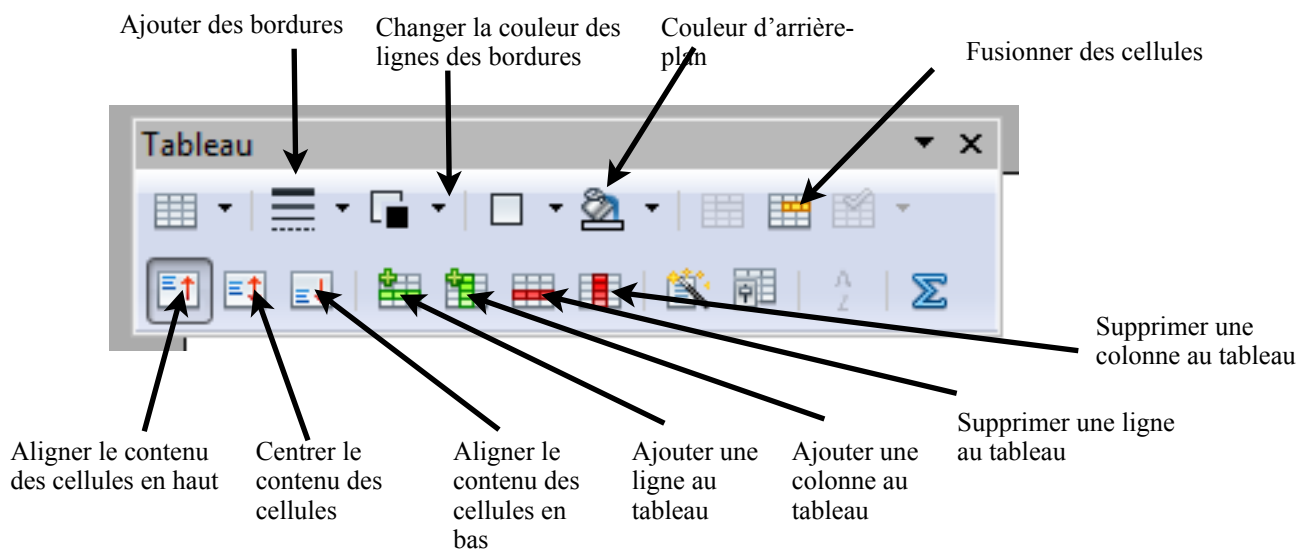 Ajouter des bordures
Changer la couleur des
lignes des bordures
Couleur d’arrière-
plan
Fusionner des cellules
Tableau
Supprimer une
colonne au tableau
Supprimer une ligne
au tableau
Aligner le contenu
des cellules en haut
Centrer le
contenu des
cellules
Aligner le
contenu des
cellules en
bas
Ajouter une
ligne au
tableau
Ajouter une
colonne au
tableau